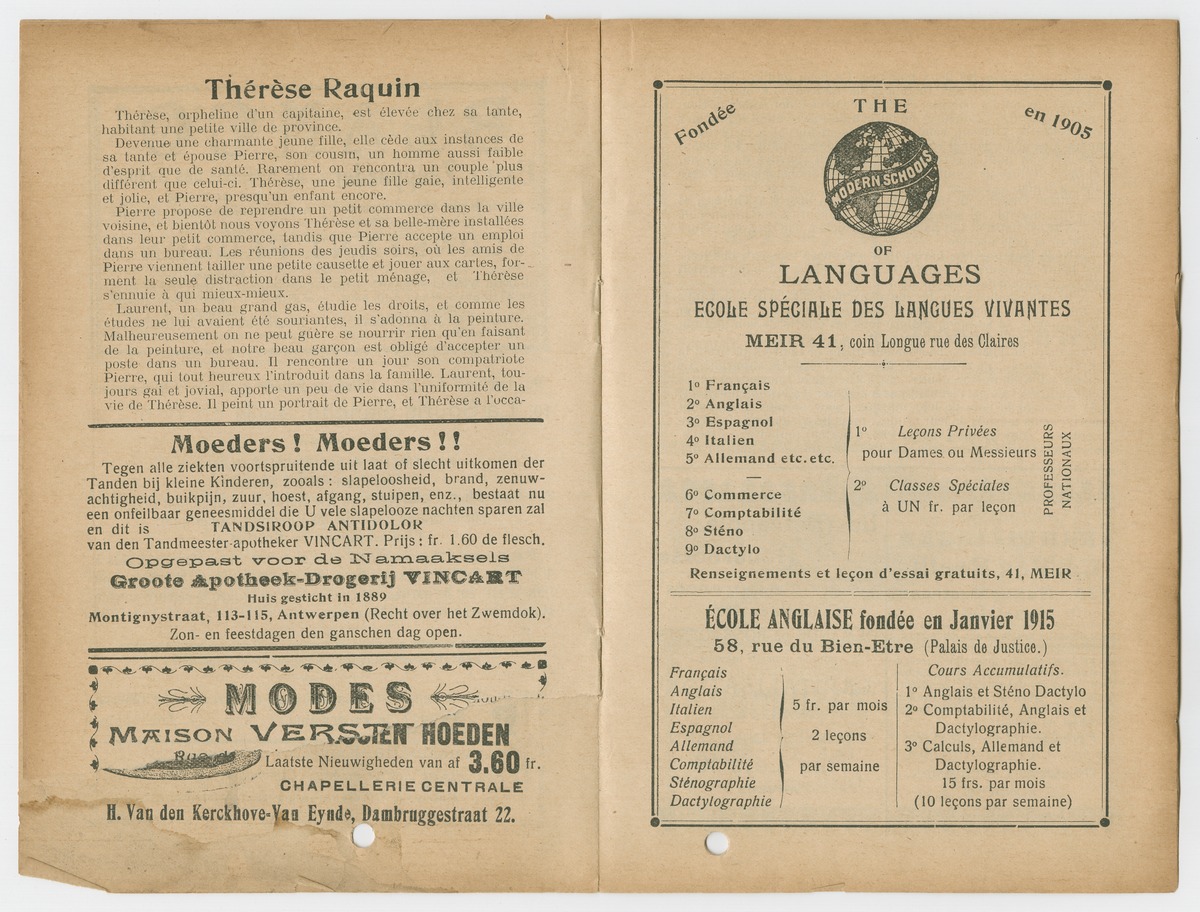 Thérèse Raquin
Thérèse, orpheline d'un capitaine, est élevée chez sa tante,
habitant une petite ville de province.
Devenue une charmante jeune fille, elle cède aux instances de
sa tante et épouse Pierre, son cousin, un homme aussi faible
d'esprit que de santé. Rarement on rencontra un couple plus
différent que celui-ci. Thérèse, une jeune fille gaie, intelligente
et jolie, et Pierre, presqu'un enfant encore.
Pierre propose de reprendre un petit commerce dans la ville
voisine, et bientôt nous voyons Thérèse et sa belle-mère installées
dans leur petit commerce, tandis que Pierre accepte un emploi
dans un bureau. Les réunions des jeudis soirs, où les amis de
Pierre viennent tailler une petite causette et jouer aux cartes, for-
ment la seule distraction dans le petit ménage, et Thérèse
s'ennuie à qui mieux-mieux.
Laurent, un beau grand gas, étudie les droits, et comme les
études ne lui avaient été souriantes, il s'adonna à la peinture.
Malheureusement on ne peut guère se nourrir rien qu'en faisant
de la peinture, et notre beau garçon est obligé d'accepter un
poste dans un bureau. Il rencontre un jour son compatriote
Pierre, qui tout heureux l'introduit dans la famille. Laurent, tou-
jours gai et jovial, apporte un peu de vie dans l'uniformité de la
vie de Thérèse. Il peint un portrait de Pierre, et Thérèse a l'occa-
Moeders! Moeders!!
Tegen alle ziekten voortspruitende uit laat of slecht uitkomen der
Tanden bij kleine Kinderen, zooals: slapeloosheid, brand, zenuw-
achtigheid, buikpijn, zuur, hoest, afgang, stuipen, enz., bestaat nu
een onfeilbaar geneesmiddel die U vele slapelooze nachten sparen zal
en dit is TANDSIROOP ANTIDOLOR
van den Tandmeester-apotheker VINCART. Prijs: fr. 1.60 de flesch.
Opgepast voor de Namaaksels
Groote Apotheek-Drogerij VINCART
Huis gesticht in 1889
Montignystraat, 113-115, Antwerpen (Recht over het Zwemdok).
Zon- en feestdagen den ganschen dag open.
MODES
MAISON VERSTEN HOEDEN
Rue de
Laatste Nieuwigheden van af 3.60 fr.
CHAPELLERIE CENTRALE
H. Van den Kerckhove-Van Eynde, Dambruggestraat 22.
Fondée
THE
en 1905
MODERN SCHOOLS
OF
LANGUAGES
ECOLE SPÉCIALE DES LANGUES VIVANTES
MEIR 41, coin Longue rue des Claires
1º Français
2º Anglais
3º Espagnol
4º Italien
5º Allemand etc. etc.
6º Commerce
7º Comptabilité
8º Sténo
9º Dactylo
1º Leçons Privées
pour Dames ou Messieurs
2º Classes Spéciales
à UN fr. par leçon
PROFESSEURS
NATIONAUX
Renseignements et leçon d'essai gratuits, 41, MEIR
ÉCOLE ANGLAISE fondée en Janvier 1915
58, rue du Bien-Etre (Palais de Justice.)
Français
Anglais
Italien
Espagnol
Allemand
Comptabilité
Sténographie
Dactylographie
5 fr. par mois
2 leçons
par semaine
Cours Accumulatifs.
1º Anglais et Sténo Dactylo
2º Comptabilité, Anglais et
Dactylographie.
3º Calculs, Allemand et
Dactylographie.
15 frs. par mois
(10 leçons par semaine)